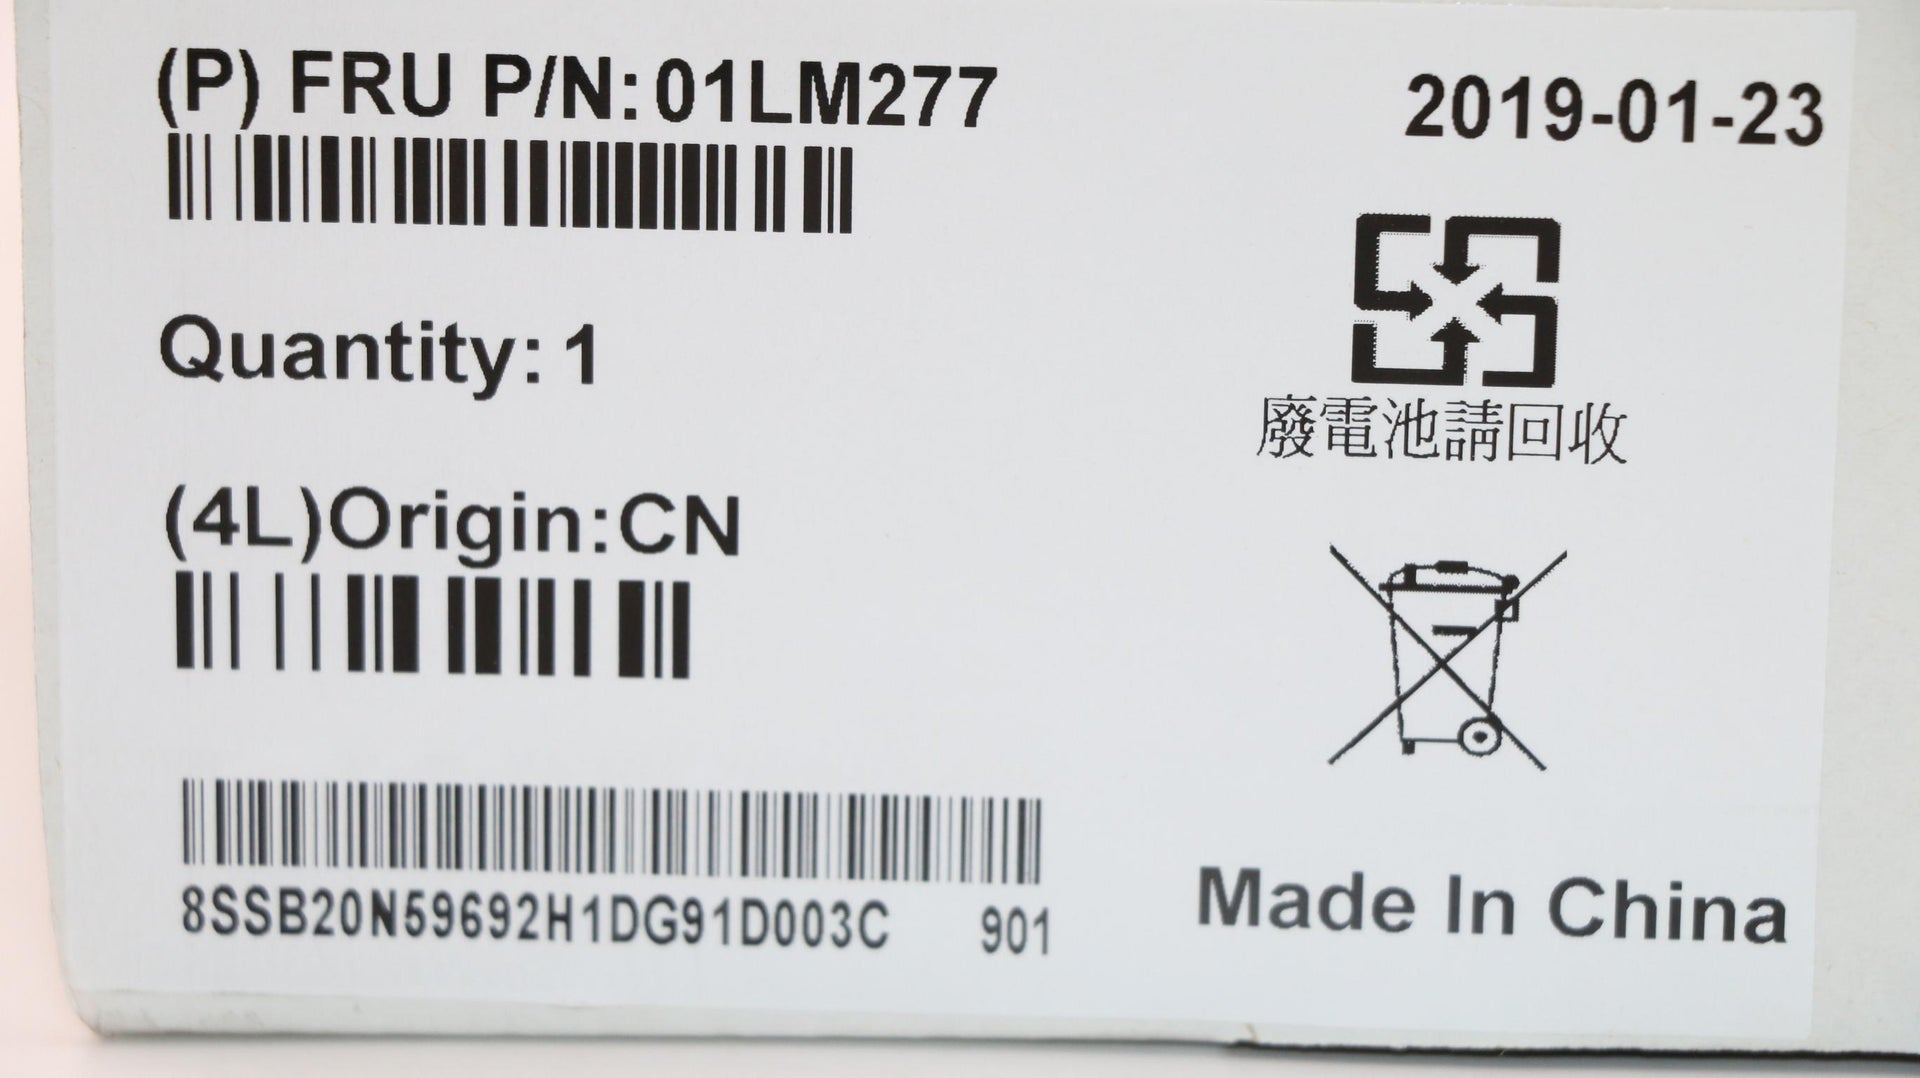 (P) FRU P/N:01LM277
2019-01-23
Quantity: 1
廢電池請回收
(4L)Origin:CN
8SSB20N59692H1DG91D003C 901
Made In China